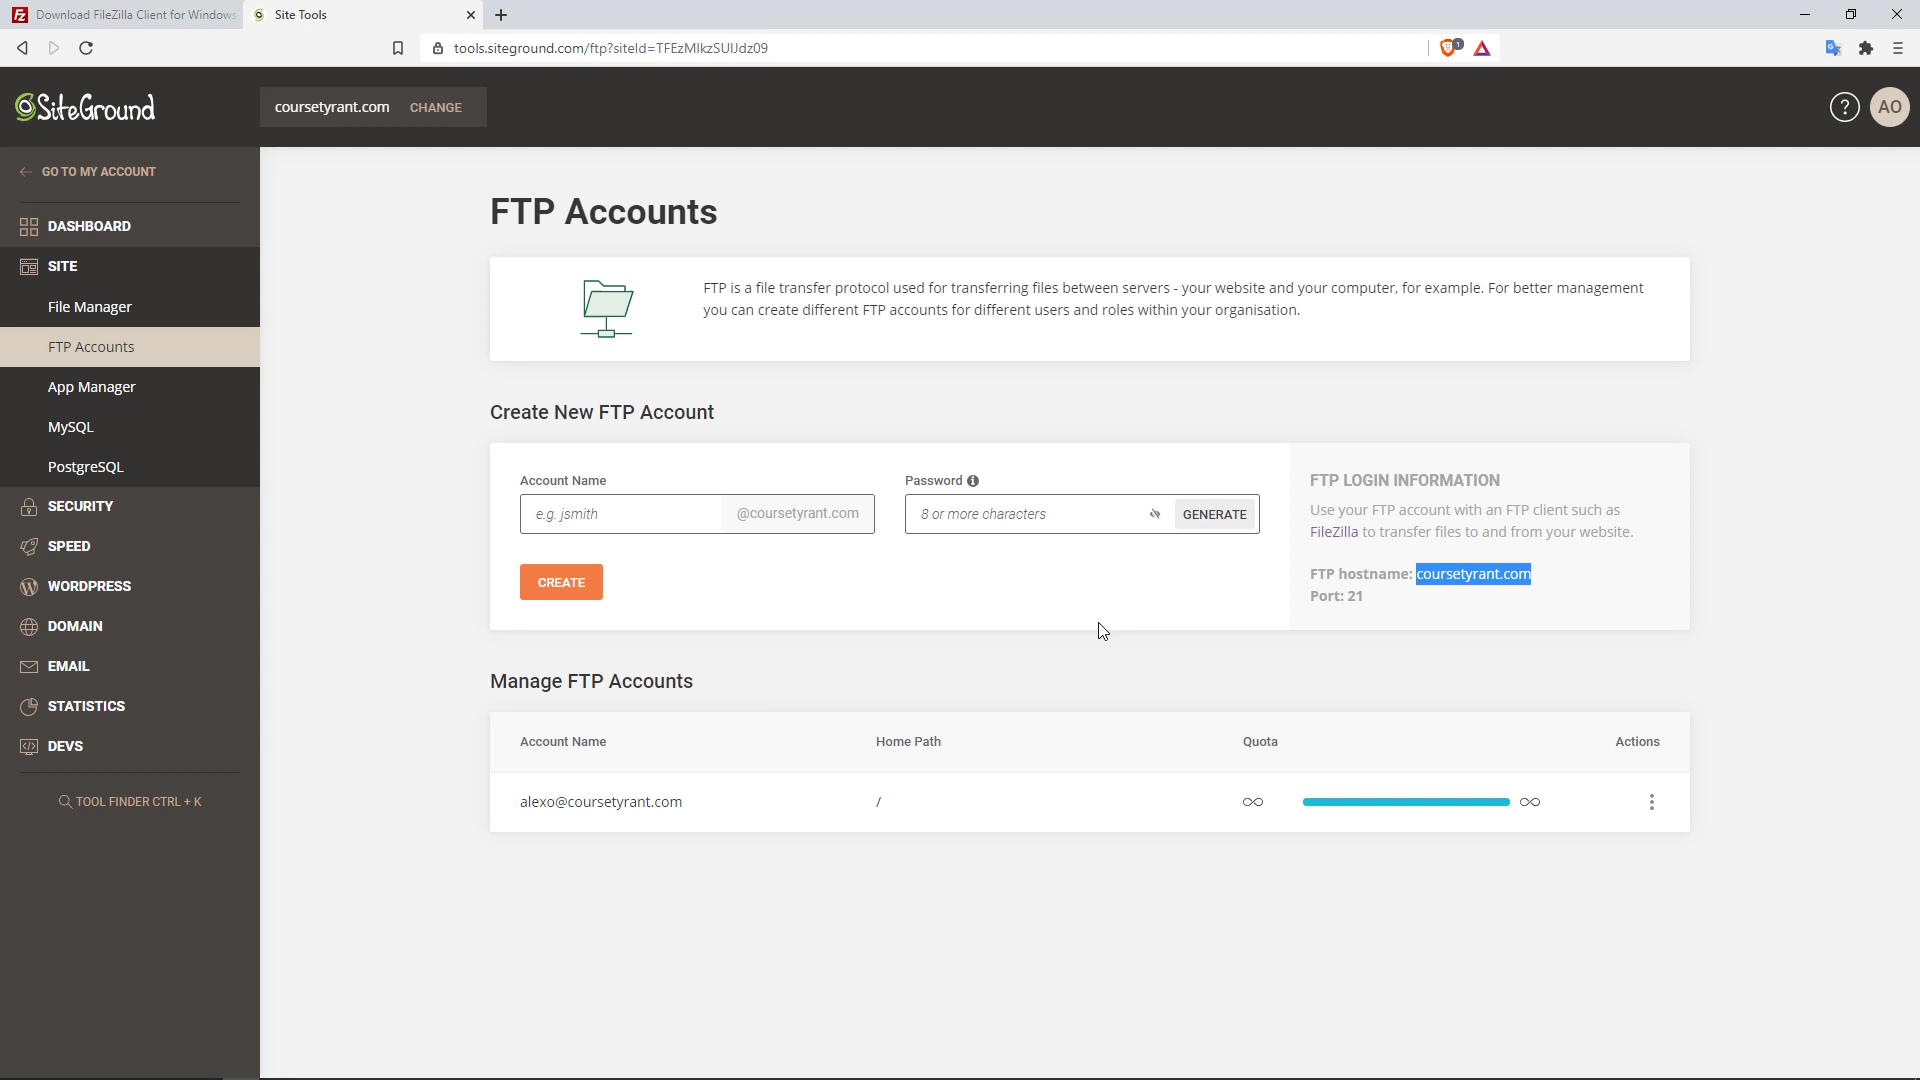 Download FileZilla Client for Windows
Site Tools
tools.siteground.com/ftp?siteId=TFEzMlkzSUlJdz09
1
SiteGround
coursetyrant.com CHANGE
?
AO
GO TO MY ACCOUNT
DASHBOARD
SITE
File Manager
FTP Accounts
App Manager
MySQL
PostgreSQL
SECURITY
SPEED
WORDPRESS
DOMAIN
EMAIL
STATISTICS
DEVS
TOOL FINDER CTRL + K
FTP Accounts
FTP is a file transfer protocol used for transferring files between servers - your website and your computer, for example. For better management
you can create different FTP accounts for different users and roles within your organisation.
Create New FTP Account
Account Name
e.g. jsmith @coursetyrant.com
Password
8 or more characters GENERATE
CREATE
FTP LOGIN INFORMATION
Use your FTP account with an FTP client such as
FileZilla to transfer files to and from your website.
FTP hostname: coursetyrant.com
Port: 21
Manage FTP Accounts
Account Name Home Path Quota Actions
alexo@coursetyrant.com / ∞ ∞